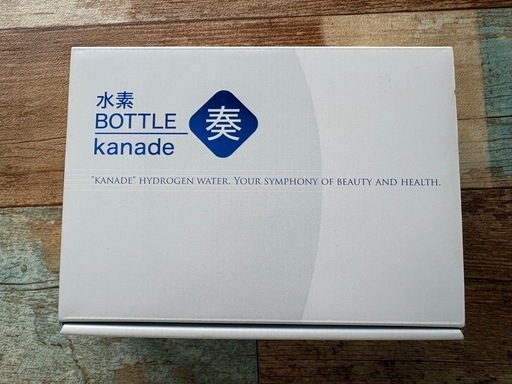 水素
BOTTLE
kanade
奏
"KANADE" HYDROGEN WATER. YOUR SYMPHONY OF BEAUTY AND HEALTH.